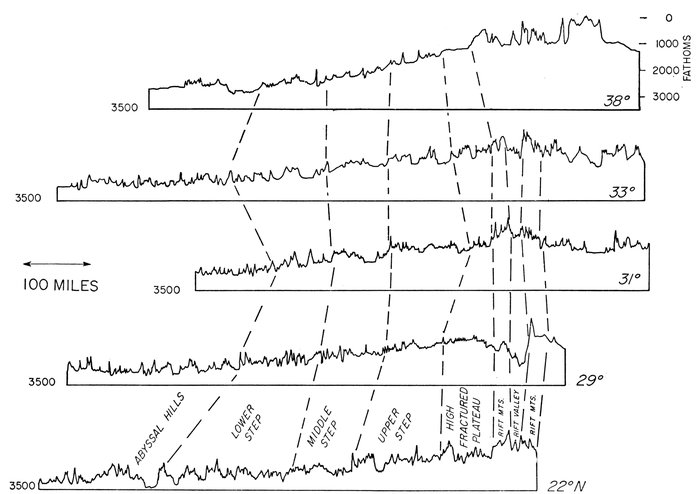 0
1000
2000
3000
FATHOMS
3500
38°
3500
33°
100 MILES
3500
31°
3500
29°
ABYSSAL HILLS
LOWER
STEP
MIDDLE
STEP
UPPER
STEP
HIGH
FRACTURED
PLATEAU
RIFT MTS.
RIFT VALLEY
RIFT MTS.
3500
22°N